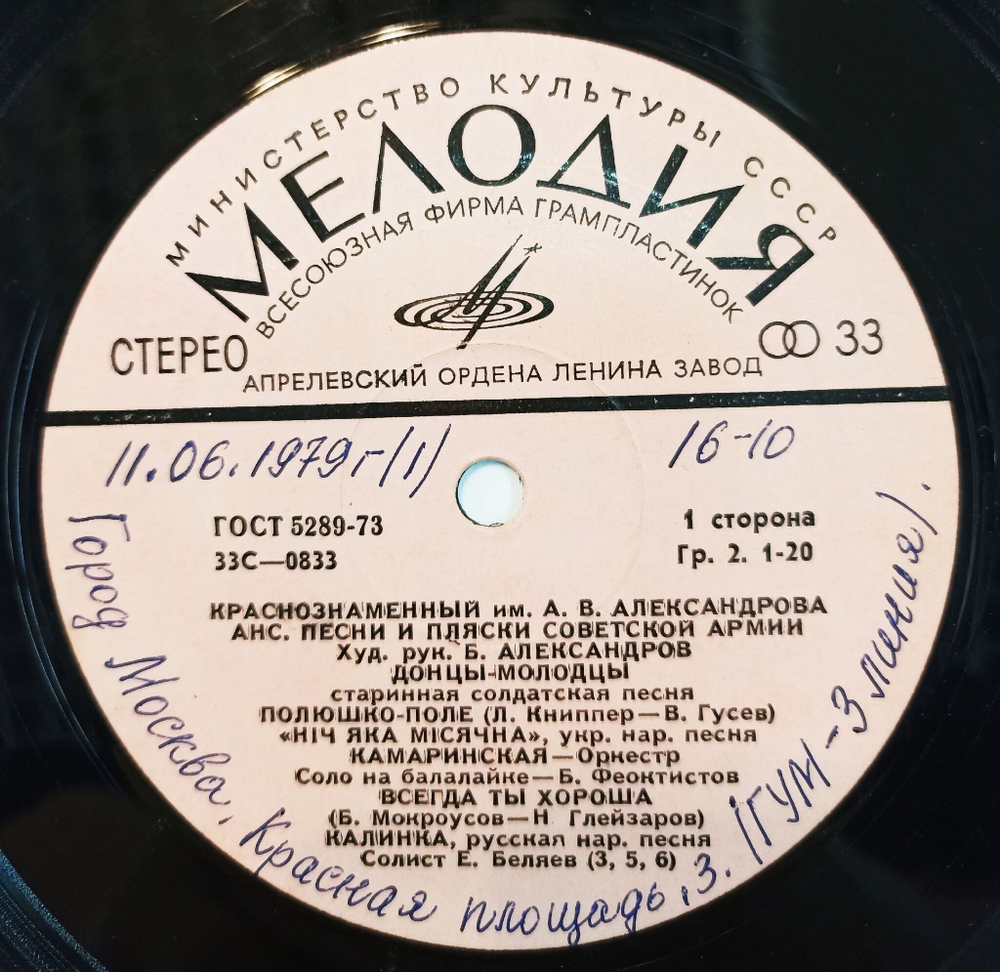 МИНИСТЕРСТВО КУЛЬТУРЫ СССР
МЕЛОДИЯ
ВСЕСОЮЗНАЯ ФИРМА ГРАМПЛАСТИНОК
СТЕРЕО
33
АПРЕЛЕВСКИЙ ОРДЕНА ЛЕНИНА ЗАВОД
11.06.1979г (1)
16-10
ГОСТ 5289-73
1 сторона
33С—0833
Гр. 2. 1-20
КРАСНОЗНАМЕННЫЙ им. А. В. АЛЕКСАНДРОВА
АНС. ПЕСНИ И ПЛЯСКИ СОВЕТСКОЙ АРМИИ
Худ. рук. Б. АЛЕКСАНДРОВ
ДОНЦЫ-МОЛОДЦЫ
старинная солдатская песня
ПОЛЮШКО-ПОЛЕ (Л. Книппер—В. Гусев)
«НІЧ ЯКА МІСЯЧНА», укр. нар. песня
КАМАРИНСКАЯ—Оркестр
Соло на балалайке—Б. Феоктистов
ВСЕГДА ТЫ ХОРОША
(Б. Мокроусов—Н Глейзаров)
КАЛИНКА, русская нар. песня
Солист Е. Беляев (3, 5, 6)
Город Москва, Красная площадь, 3. (ГУМ-3 линия).